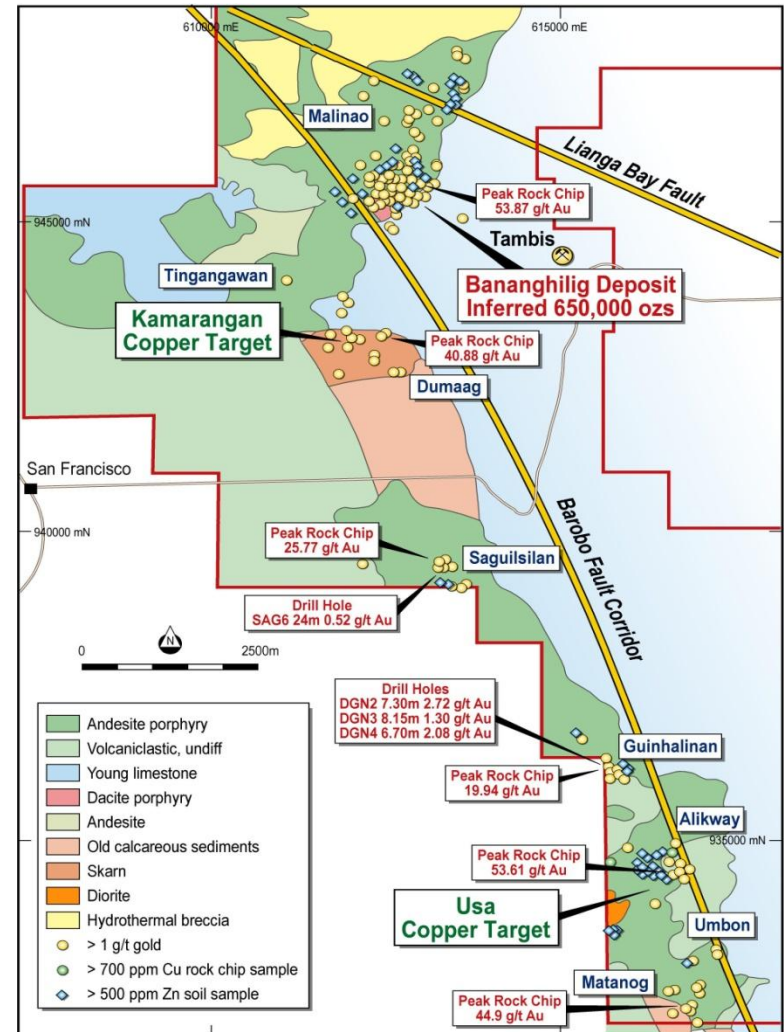 610000 mE
615000 mE
Malinao
Lianga Bay Fault
Peak Rock Chip
53.87 g/t Au
945000 mN
Tambis
Tingangawan
Bananghilig Deposit
Inferred 650,000 ozs
Kamarangan
Copper Target
Peak Rock Chip
40.88 g/t Au
Dumaag
San Francisco
940000 mN
Peak Rock Chip
25.77 g/t Au
Saguilsilan
Barobo Fault Corridor
Drill Hole
SAG6 24m 0.52 g/t Au
N
0 2500m
Drill Holes
DGN2 7.30m 2.72 g/t Au
DGN3 8.15m 1.30 g/t Au
DGN4 6.70m 2.08 g/t Au
Guinhalinan
Peak Rock Chip
19.94 g/t Au
Alikway
935000 mN
Peak Rock Chip
53.61 g/t Au
Usa
Copper Target
Umbon
Matanog
Peak Rock Chip
44.9 g/t Au
Andesite porphyry
Volcaniclastic, undiff
Young limestone
Dacite porphyry
Andesite
Old calcareous sediments
Skarn
Diorite
Hydrothermal breccia
> 1 g/t gold
> 700 ppm Cu rock chip sample
> 500 ppm Zn soil sample